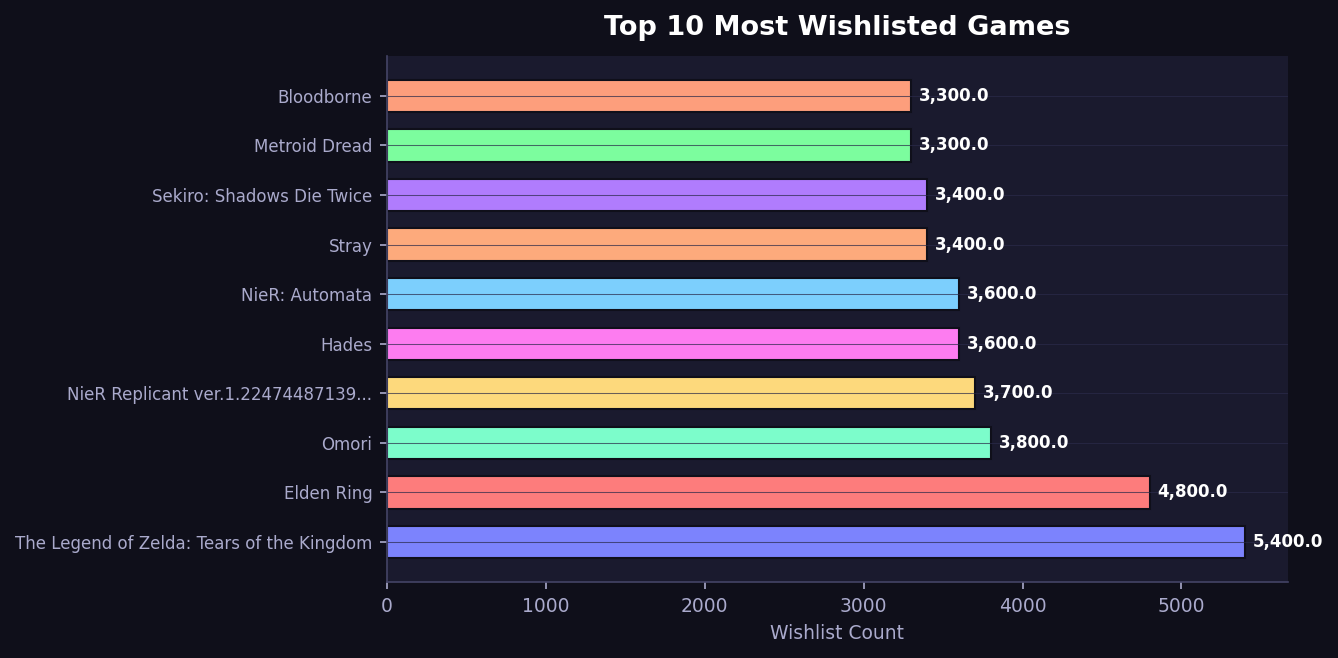 Top 10 Most Wishlisted Games
Bloodborne 3,300.0
Metroid Dread 3,300.0
Sekiro: Shadows Die Twice 3,400.0
Stray 3,400.0
NieR: Automata 3,600.0
Hades 3,600.0
NieR Replicant ver.1.22474487139... 3,700.0
Omori 3,800.0
Elden Ring 4,800.0
The Legend of Zelda: Tears of the Kingdom 5,400.0
0 1000 2000 3000 4000 5000
Wishlist Count